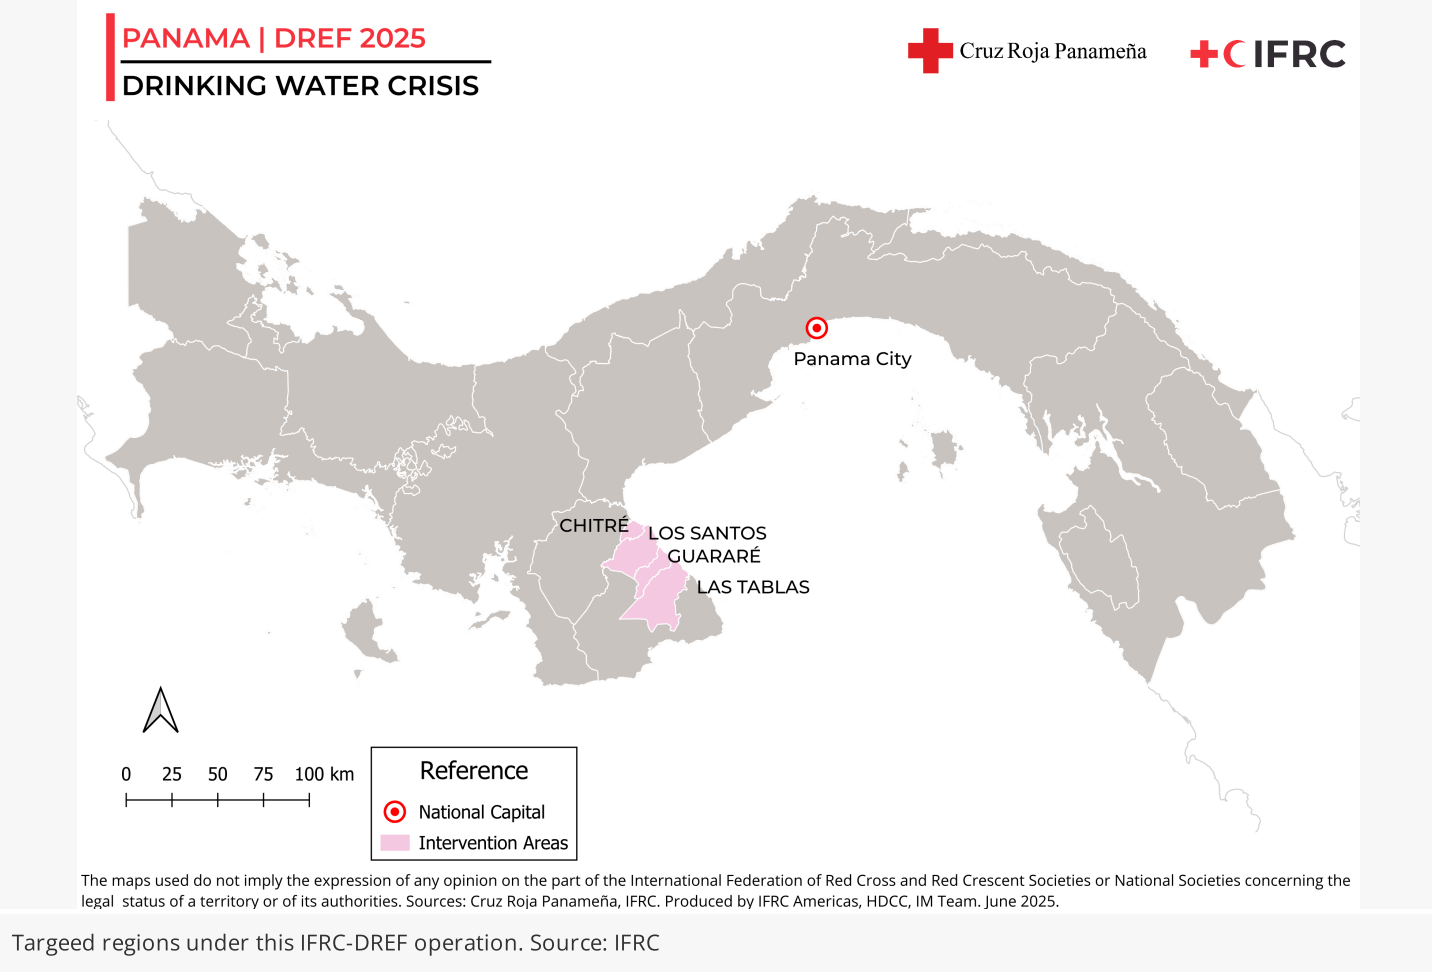 PANAMA | DREF 2025
DRINKING WATER CRISIS
Cruz Roja Panameña
IFRC
Panama City
CHITRÉ
LOS SANTOS
GUARARÉ
LAS TABLAS
0 25 50 75 100 km
Reference
National Capital
Intervention Areas
The maps used do not imply the expression of any opinion on the part of the International Federation of Red Cross and Red Crescent Societies or National Societies concerning the
legal status of a territory or of its authorities. Sources: Cruz Roja Panameña, IFRC. Produced by IFRC Americas, HDCC, IM Team. June 2025.
Targeed regions under this IFRC-DREF operation. Source: IFRC